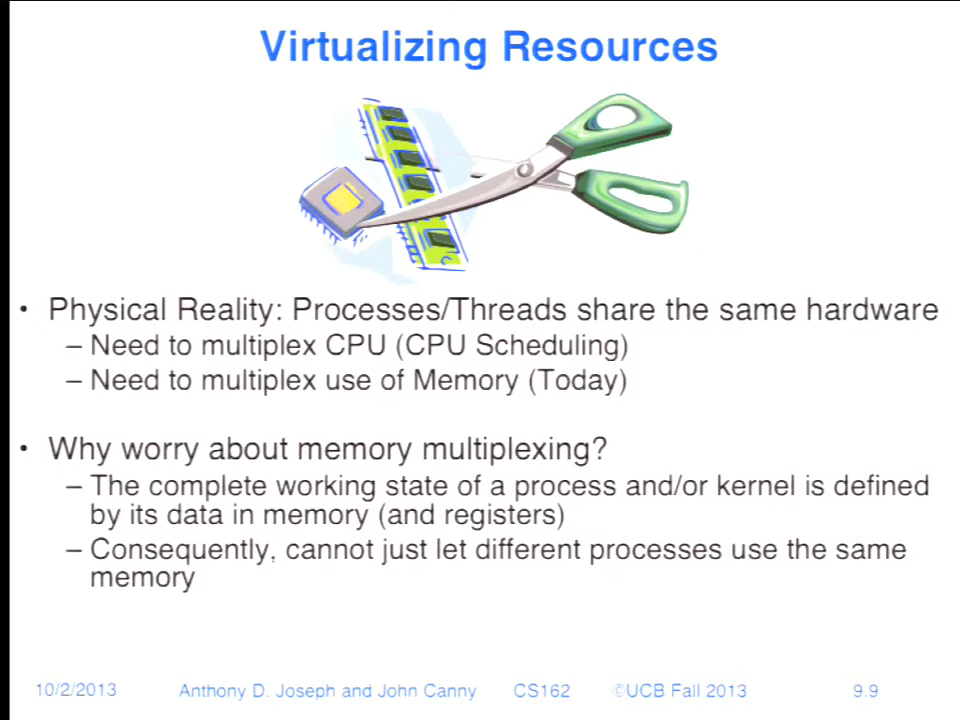 Virtualizing Resources
• Physical Reality: Processes/Threads share the same hardware
– Need to multiplex CPU (CPU Scheduling)
– Need to multiplex use of Memory (Today)
• Why worry about memory multiplexing?
– The complete working state of a process and/or kernel is defined
by its data in memory (and registers)
– Consequently, cannot just let different processes use the same
memory
10/2/2013 Anthony D. Joseph and John Canny CS162 ©UCB Fall 2013 9.9